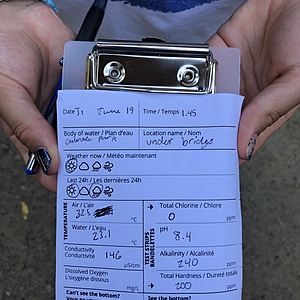 Date June 19 Time / Temps 1:45
Body of water / Plan d'eau Location name / Nom
park under bridge
Weather now / Météo maintenant
Last 24h / Les dernières 24h
Air / L'air Total Chlorine / Chlore
32.5 °C 0 ppm
TEMPERATURE
Water / L'eau pH
23.1 °C 8.4
TEST STRIPS
BANDELETTES
Conductivity Alkalinity / Alcalinité
Conductivité 146 µS/cm 240 ppm
Dissolved Oxygen Total Hardness / Dureté totale
L'oxygène dissous mg/L 200 ppm
Can't see the bottom? See the bottom?